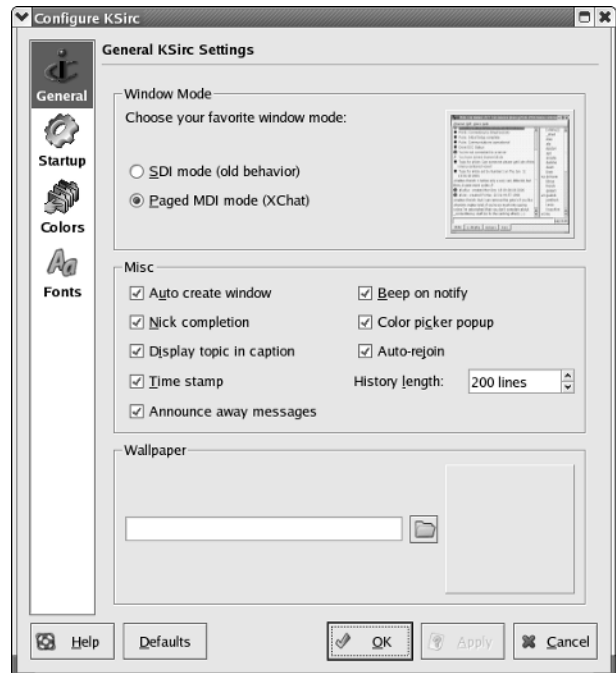 Configure KSirc
General KSirc Settings
General
Startup
Colors
Fonts
Window Mode
Choose your favorite window mode:
SDI mode (old behavior)
Paged MDI mode (XChat)
Misc
Auto create window
Beep on notify
Nick completion
Color picker popup
Display topic in caption
Auto-rejoin
Time stamp
History length: 200 lines
Announce away messages
Wallpaper
Help Defaults OK Apply Cancel